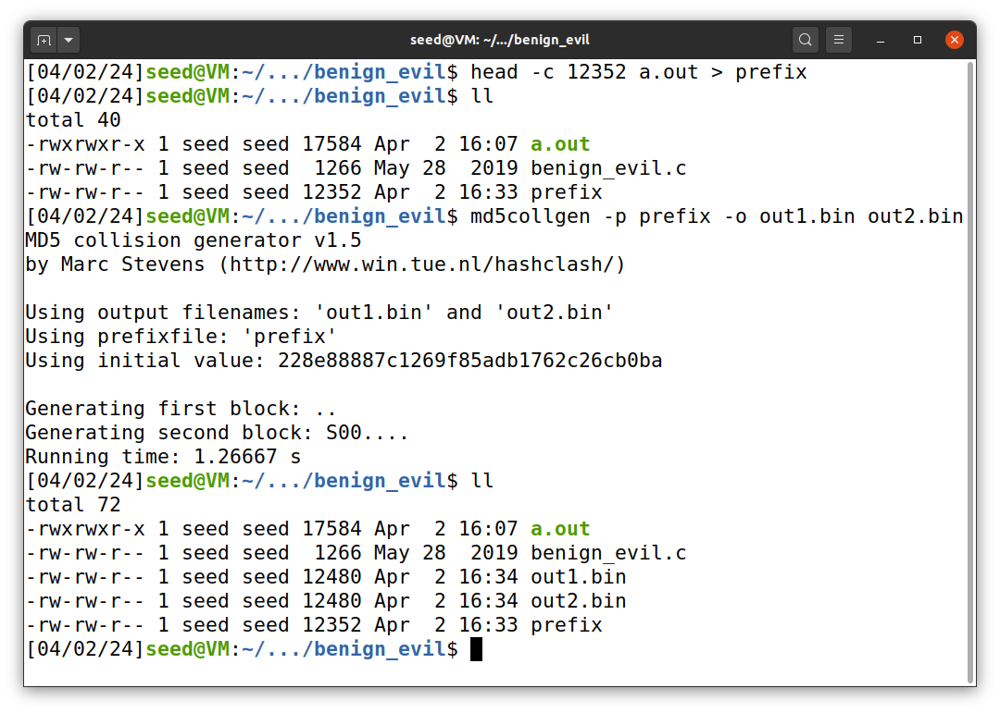 seed@VM: ~/.../benign_evil
[04/02/24]seed@VM:~/.../benign_evil$ head -c 12352 a.out > prefix
[04/02/24]seed@VM:~/.../benign_evil$ ll
total 40
-rwxrwxr-x 1 seed seed 17584 Apr  2 16:07 a.out
-rw-rw-r-- 1 seed seed  1266 May 28  2019 benign_evil.c
-rw-rw-r-- 1 seed seed 12352 Apr  2 16:33 prefix
[04/02/24]seed@VM:~/.../benign_evil$ md5collgen -p prefix -o out1.bin out2.bin
MD5 collision generator v1.5
by Marc Stevens (http://www.win.tue.nl/hashclash/)

Using output filenames: 'out1.bin' and 'out2.bin'
Using prefixfile: 'prefix'
Using initial value: 228e88887c1269f85adb1762c26cb0ba

Generating first block: ..
Generating second block: S00....
Running time: 1.26667 s
[04/02/24]seed@VM:~/.../benign_evil$ ll
total 72
-rwxrwxr-x 1 seed seed 17584 Apr  2 16:07 a.out
-rw-rw-r-- 1 seed seed  1266 May 28  2019 benign_evil.c
-rw-rw-r-- 1 seed seed 12480 Apr  2 16:34 out1.bin
-rw-rw-r-- 1 seed seed 12480 Apr  2 16:34 out2.bin
-rw-rw-r-- 1 seed seed 12352 Apr  2 16:33 prefix
[04/02/24]seed@VM:~/.../benign_evil$